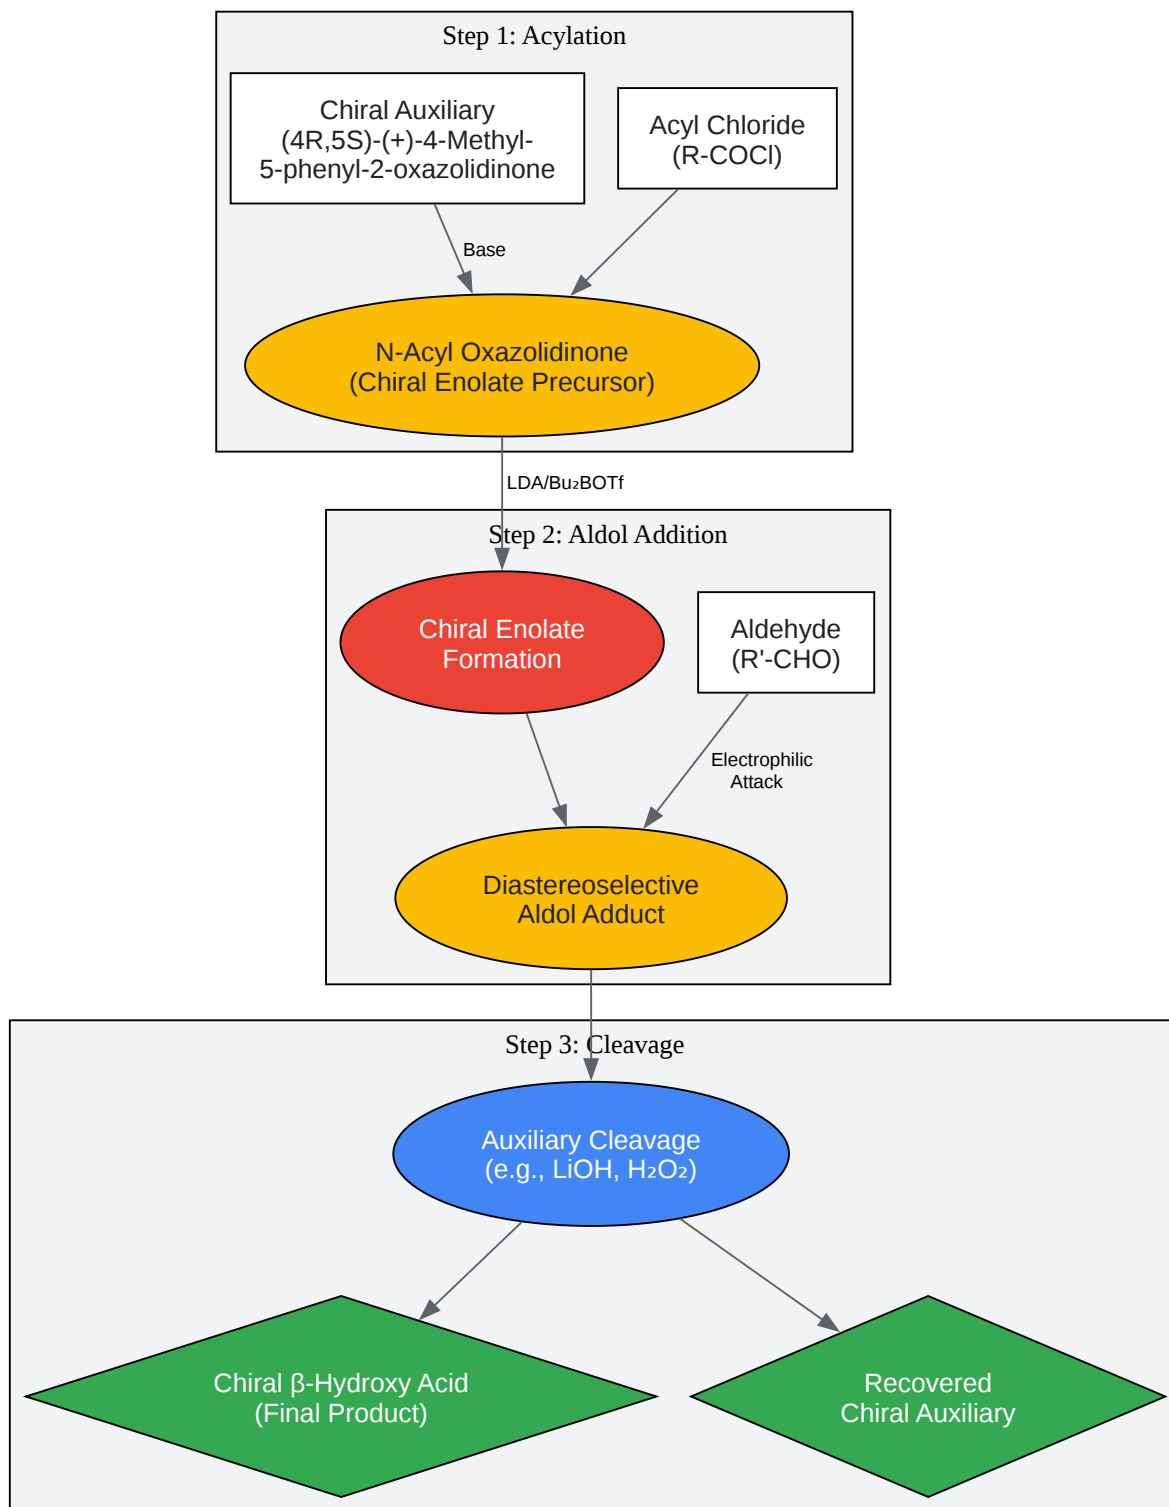 Step 1: Acylation
Chiral Auxiliary
(4R,5S)-(+)-4-Methyl-
5-phenyl-2-oxazolidinone
Acyl Chloride
(R-COCl)
Base
N-Acyl Oxazolidinone
(Chiral Enolate Precursor)
LDA/Bu₂BOTf
Step 2: Aldol Addition
Chiral Enolate
Formation
Aldehyde
(R'-CHO)
Electrophilic
Attack
Diastereoselective
Aldol Adduct
Step 3: Cleavage
Auxiliary Cleavage
(e.g., LiOH, H₂O₂)
Chiral β-Hydroxy Acid
(Final Product)
Recovered
Chiral Auxiliary